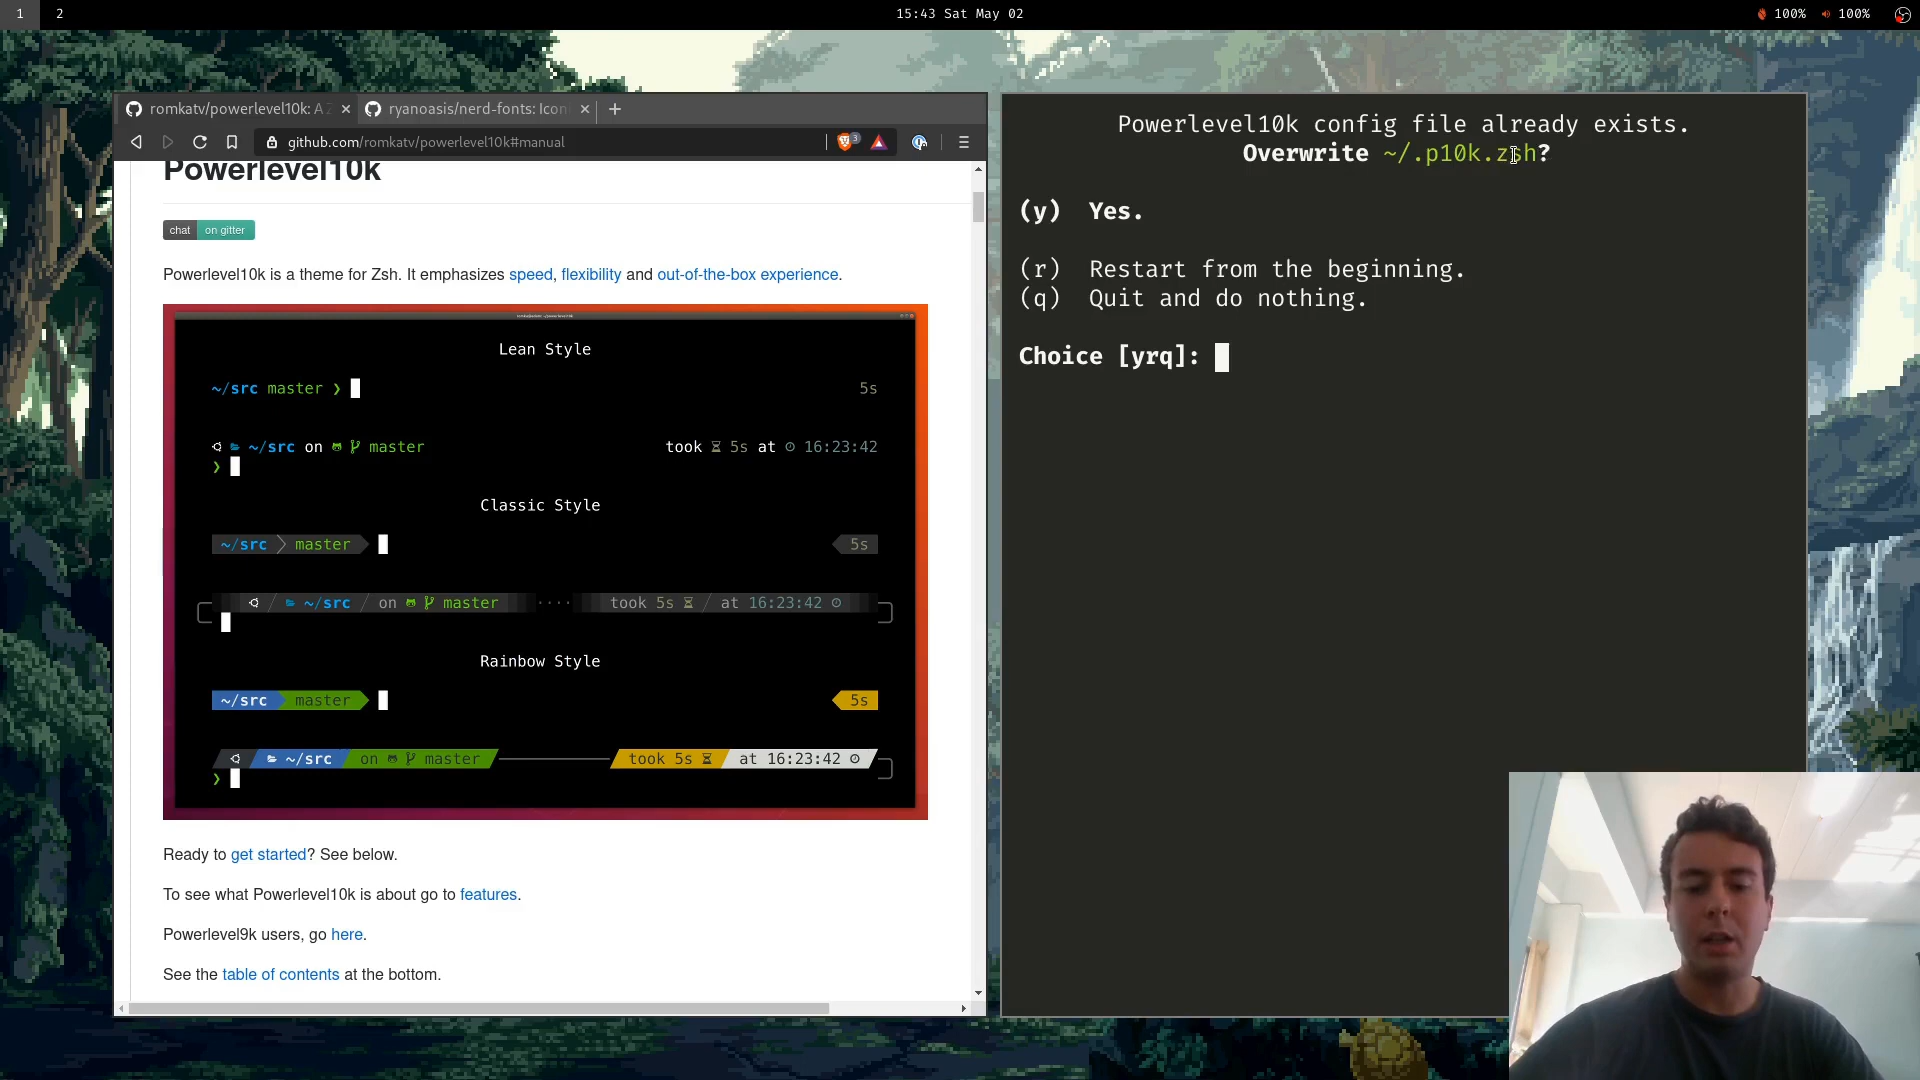 1 2 15:43 Sat May 02 100% 100%
romkatv/powerlevel10k: A Z ryanoasis/nerd-fonts: Icon
github.com/romkatv/powerlevel10k#manual 3
Powerlevel10k
chat on gitter
Powerlevel10k is a theme for Zsh. It emphasizes speed, flexibility and out-of-the-box experience.
Lean Style
~/src master ❯ 5s
~/src on master took 5s at 16:23:42
❯
Classic Style
~/src master 5s
~/src on master took 5s at 16:23:42
Rainbow Style
~/src master 5s
~/src on master took 5s at 16:23:42
❯
Ready to get started? See below.
To see what Powerlevel10k is about go to features.
Powerlevel9k users, go here.
See the table of contents at the bottom.
Powerlevel10k config file already exists.
Overwrite ~/.p10k.zsh?
(y) Yes.
(r) Restart from the beginning.
(q) Quit and do nothing.
Choice [yrq]: